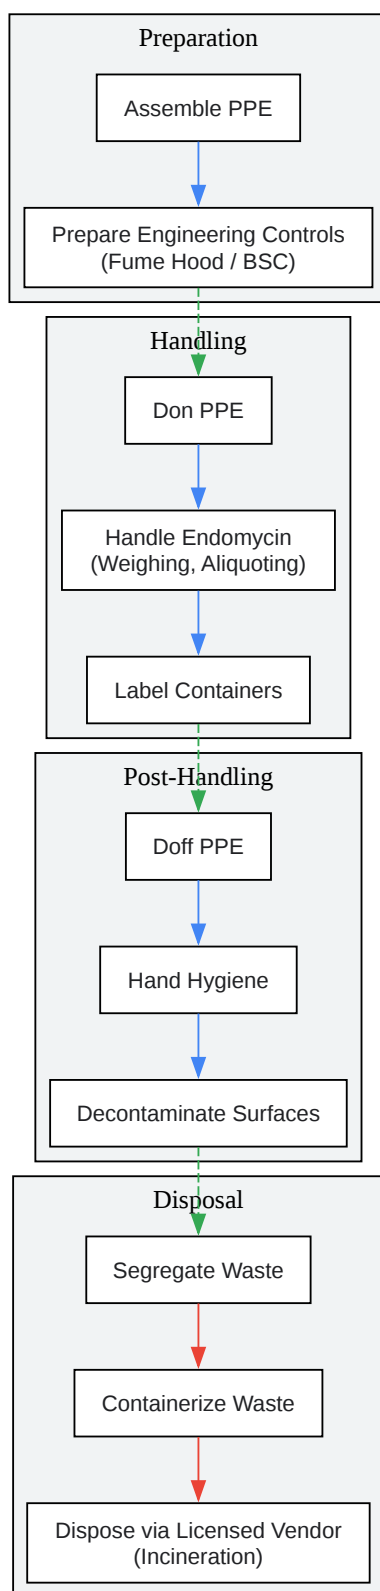 Preparation
Assemble PPE
Prepare Engineering Controls
(Fume Hood / BSC)
Handling
Don PPE
Handle Endomycin
(Weighing, Aliquoting)
Label Containers
Post-Handling
Doff PPE
Hand Hygiene
Decontaminate Surfaces
Disposal
Segregate Waste
Containerize Waste
Dispose via Licensed Vendor
(Incineration)